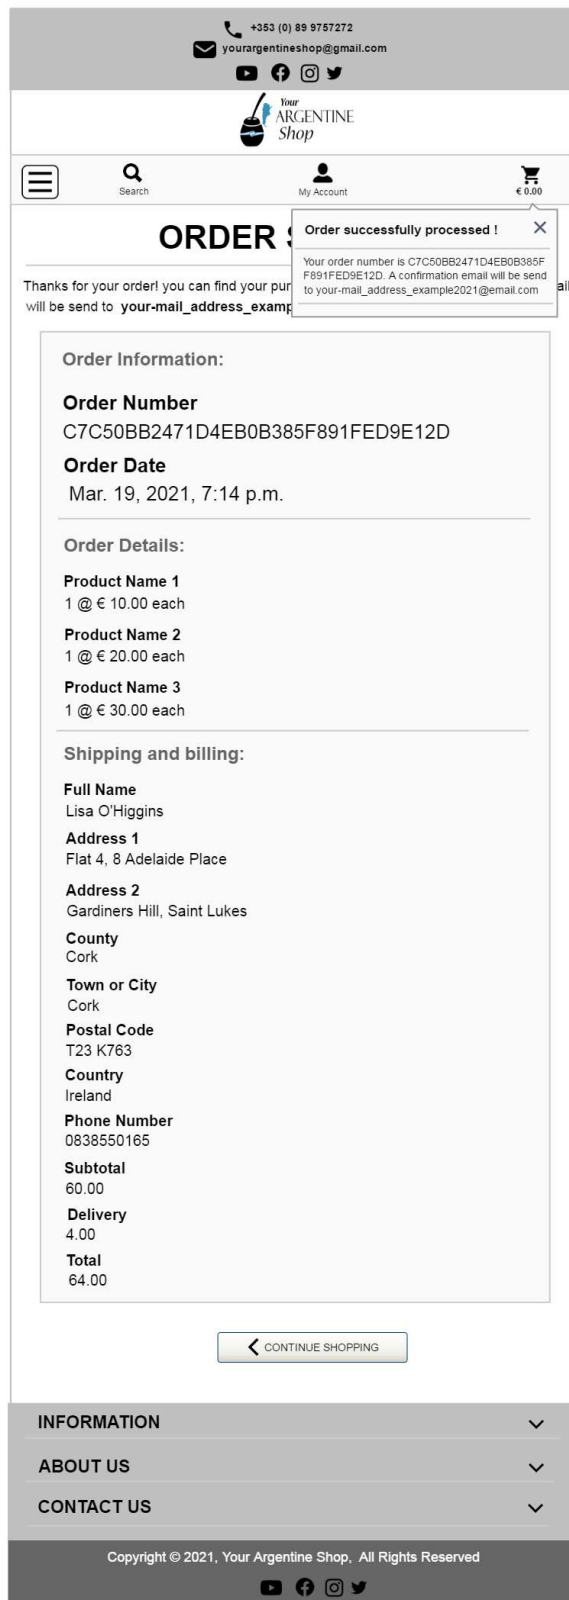 +353 (0) 89 9757272
yourargentineshop@gmail.com
Your
ARGENTINE
Shop
Search
My Account
€ 0.00
ORDER
Order successfully processed !
Your order number is C7C50BB2471D4EB0B385F
F891FED9E12D. A confirmation email will be send
to your-mail_address_example2021@email.com
Thanks for your order! you can find your pur
will be send to your-mail_address_examp
Order Information:
Order Number
C7C50BB2471D4EB0B385F891FED9E12D
Order Date
Mar. 19, 2021, 7:14 p.m.
Order Details:
Product Name 1
1 @ € 10.00 each
Product Name 2
1 @ € 20.00 each
Product Name 3
1 @ € 30.00 each
Shipping and billing:
Full Name
Lisa O'Higgins
Address 1
Flat 4, 8 Adelaide Place
Address 2
Gardiners Hill, Saint Lukes
County
Cork
Town or City
Cork
Postal Code
T23 K763
Country
Ireland
Phone Number
0838550165
Subtotal
60.00
Delivery
4.00
Total
64.00
CONTINUE SHOPPING
INFORMATION
ABOUT US
CONTACT US
Copyright © 2021, Your Argentine Shop, All Rights Reserved